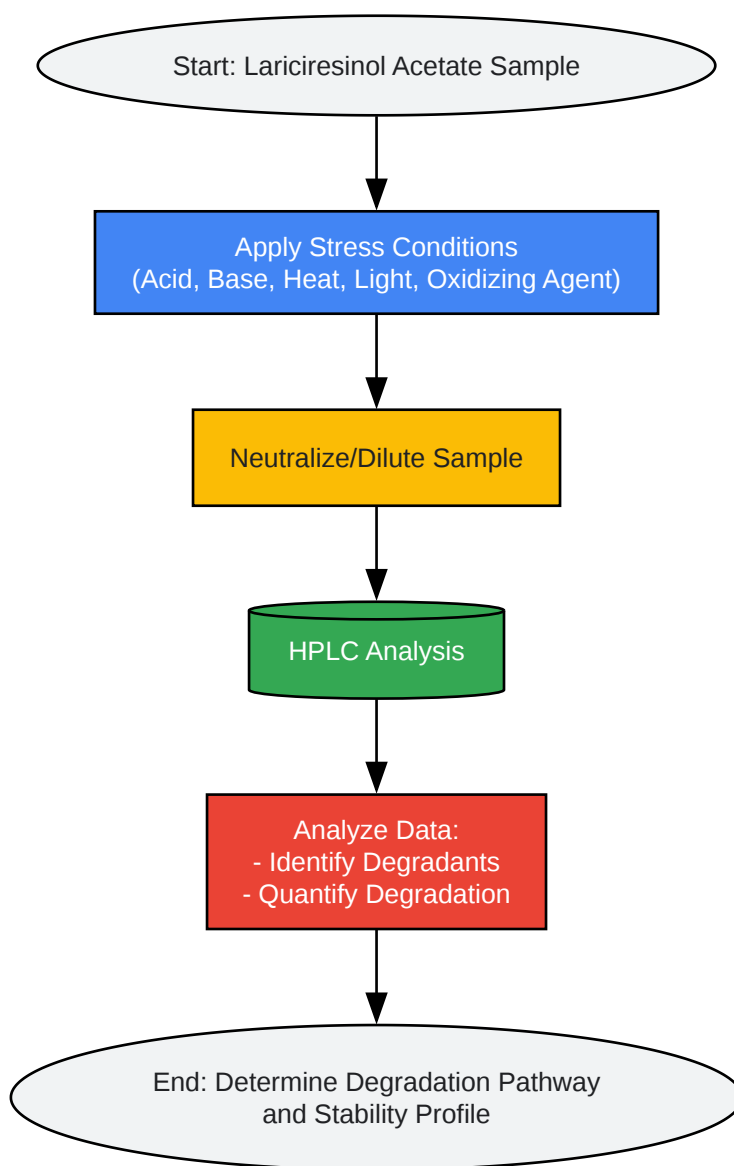 Start: Lariciresinol Acetate Sample
Apply Stress Conditions
(Acid, Base, Heat, Light, Oxidizing Agent)
Neutralize/Dilute Sample
HPLC Analysis
Analyze Data:
- Identify Degradants
- Quantify Degradation
End: Determine Degradation Pathway
and Stability Profile